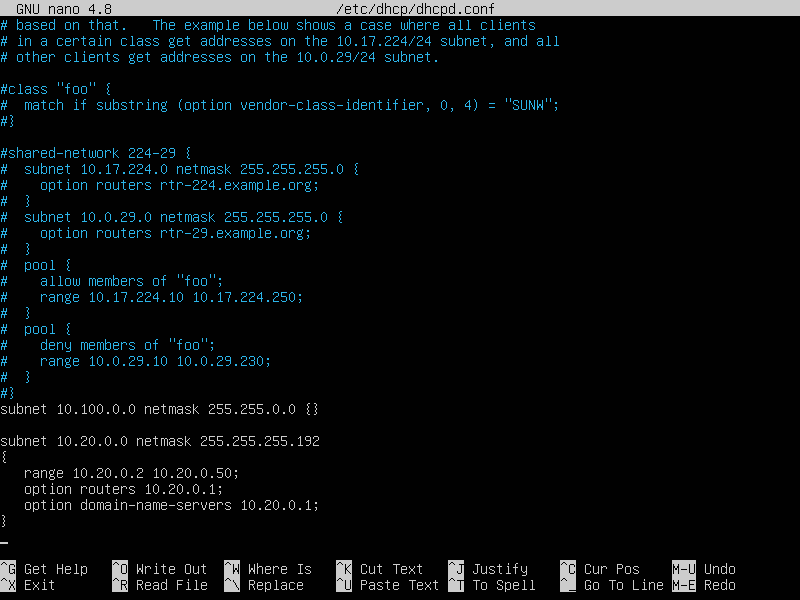 GNU nano 4.8 /etc/dhcp/dhcpd.conf
# based on that.   The example below shows a case where all clients
# in a certain class get addresses on the 10.17.224/24 subnet, and all
# other clients get addresses on the 10.0.29/24 subnet.
#class "foo" {
#  match if substring (option vendor-class-identifier, 0, 4) = "SUNW";
#}
#shared-network 224-29 {
#  subnet 10.17.224.0 netmask 255.255.255.0 {
#    option routers rtr-224.example.org;
#  }
#  subnet 10.0.29.0 netmask 255.255.255.0 {
#    option routers rtr-29.example.org;
#  }
#  pool {
#    allow members of "foo";
#    range 10.17.224.10 10.17.224.250;
#  }
#  pool {
#    deny members of "foo";
#    range 10.0.29.10 10.0.29.230;
#  }
#}
subnet 10.100.0.0 netmask 255.255.0.0 {}
subnet 10.20.0.0 netmask 255.255.255.192
{
   range 10.20.0.2 10.20.0.50;
   option routers 10.20.0.1;
   option domain-name-servers 10.20.0.1;
}
^G Get Help ^O Write Out ^W Where Is ^K Cut Text ^J Justify ^C Cur Pos M-U Undo
^X Exit ^R Read File ^\ Replace ^U Paste Text ^T To Spell ^_ Go To Line M-E Redo